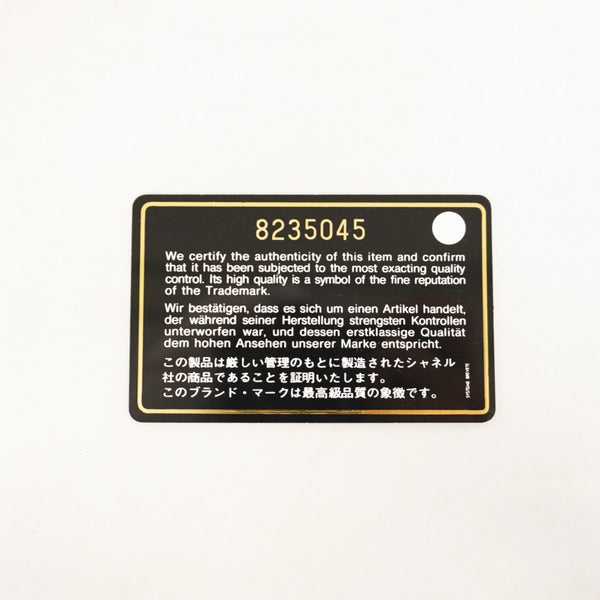 8235045
We certify the authenticity of this item and confirm
that it has been subjected to the most exacting quality
control. Its high quality is a symbol of the fine reputation
of the Trademark.
Wir bestätigen, dass es sich um einen Artikel handelt,
der während seiner Herstellung strengsten Kontrollen
unterworfen war, und dessen erstklassige Qualität
dem hohen Ansehen unserer Marke entspricht.
この製品は厳しい管理のもとに製造されたシャネル
社の商品であることを証明いたします。
このブランド・マークは最高級品質の象徴です。
SYSTEME BREVETE